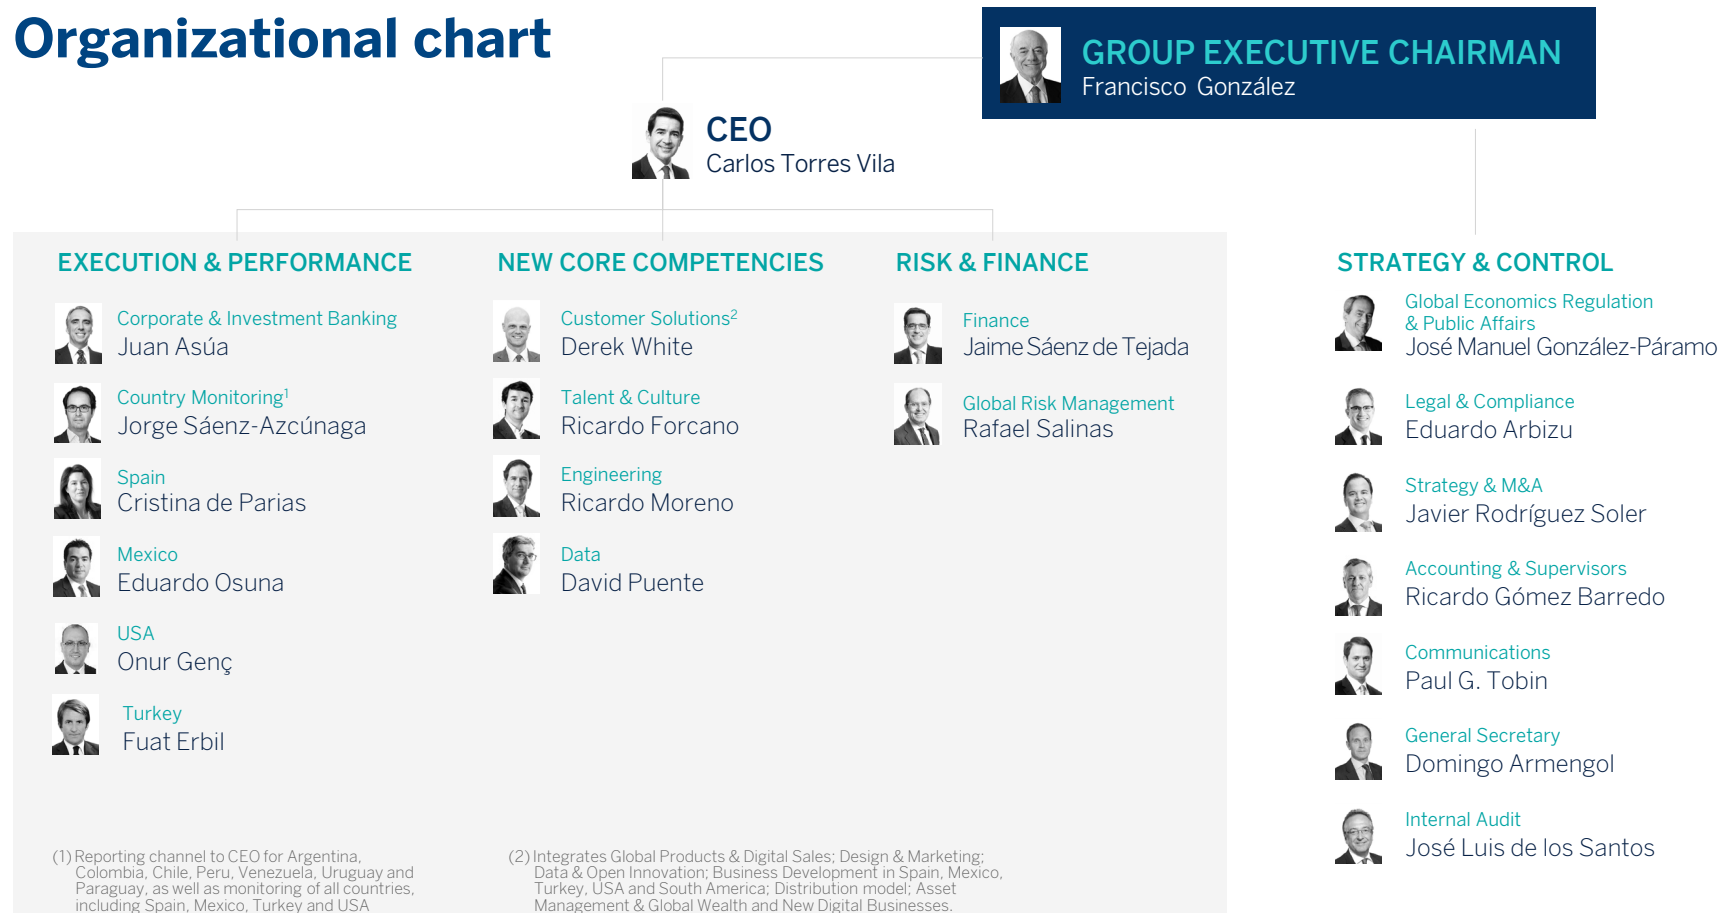 Organizational chart
GROUP EXECUTIVE CHAIRMAN
Francisco González
CEO
Carlos Torres Vila
EXECUTION & PERFORMANCE
Corporate & Investment Banking
Juan Asúa
Country Monitoring¹
Jorge Sáenz-Azcúnaga
Spain
Cristina de Parias
Mexico
Eduardo Osuna
USA
Onur Genç
Turkey
Fuat Erbil
(1) Reporting channel to CEO for Argentina,
Colombia, Chile, Peru, Venezuela, Uruguay and
Paraguay, as well as monitoring of all countries,
including Spain, Mexico, Turkey and USA
NEW CORE COMPETENCIES
Customer Solutions²
Derek White
Talent & Culture
Ricardo Forcano
Engineering
Ricardo Moreno
Data
David Puente
(2) Integrates Global Products & Digital Sales; Design & Marketing;
Data & Open Innovation; Business Development in Spain, Mexico,
Turkey, USA and South America; Distribution model; Asset
Management & Global Wealth and New Digital Businesses.
RISK & FINANCE
Finance
Jaime Sáenz de Tejada
Global Risk Management
Rafael Salinas
STRATEGY & CONTROL
Global Economics Regulation
& Public Affairs
José Manuel González-Páramo
Legal & Compliance
Eduardo Arbizu
Strategy & M&A
Javier Rodríguez Soler
Accounting & Supervisors
Ricardo Gómez Barredo
Communications
Paul G. Tobin
General Secretary
Domingo Armengol
Internal Audit
José Luis de los Santos